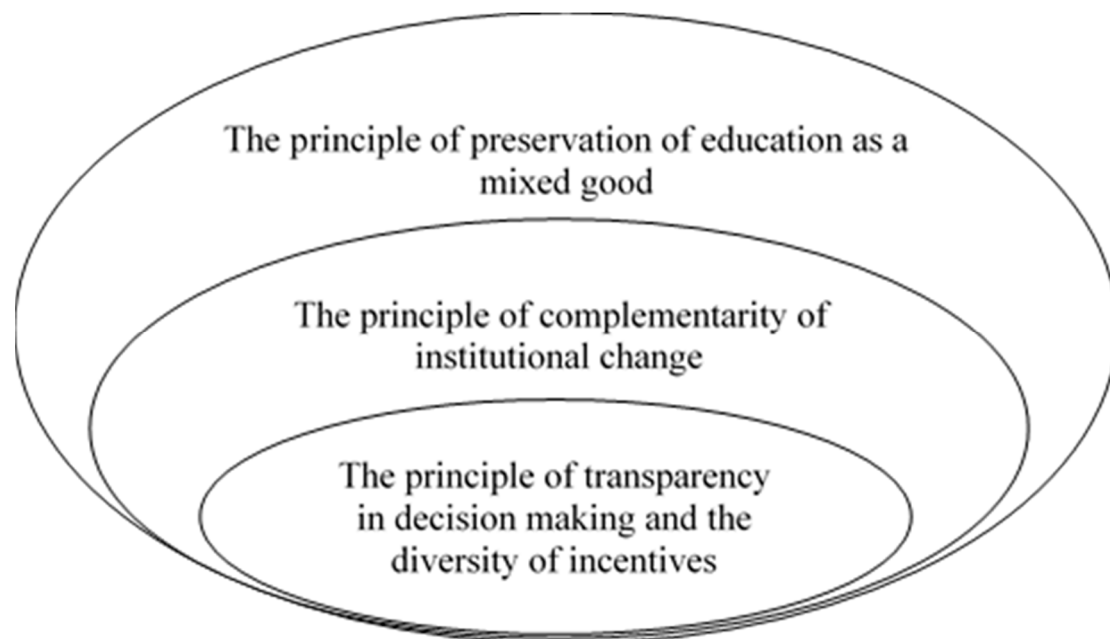 The principle of preservation of education as a
mixed good
The principle of complementarity of
institutional change
The principle of transparency
in decision making and the
diversity of incentives